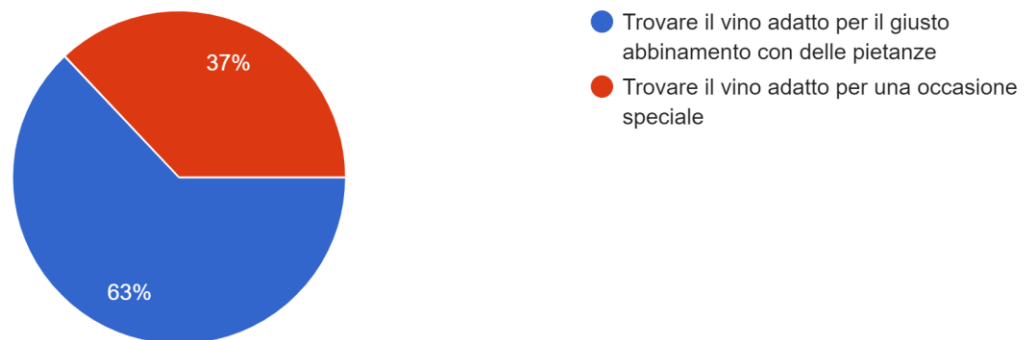 37%
63%
Trovare il vino adatto per il giusto
abbinamento con delle pietanze
Trovare il vino adatto per una occasione
speciale